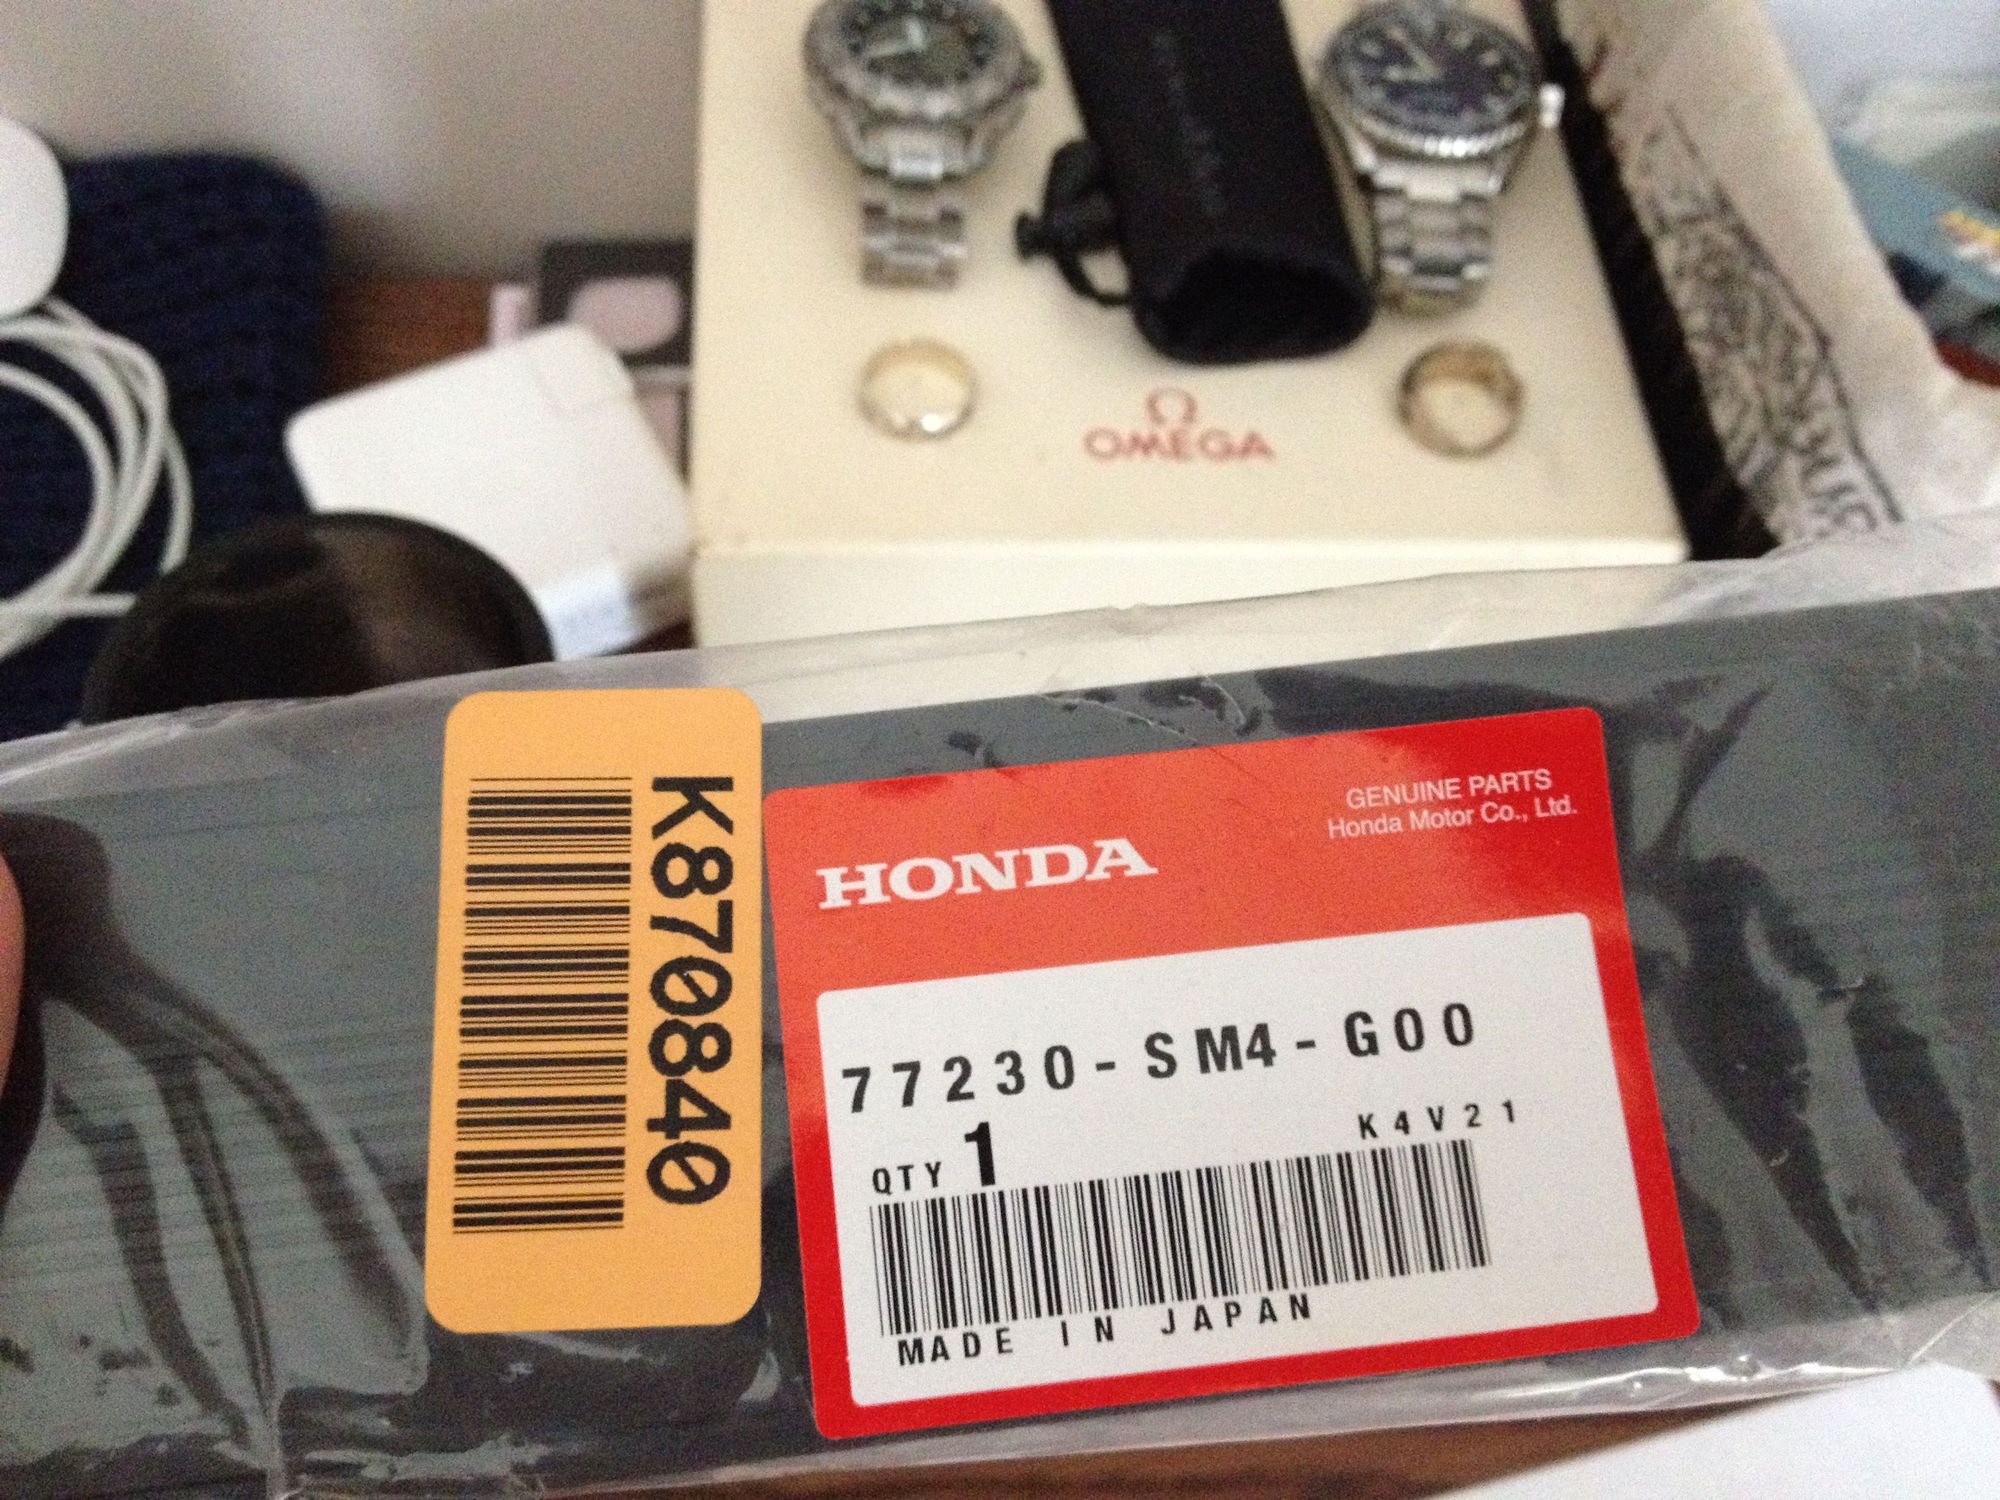 Ω
OMEGA
K870840
HONDA
GENUINE PARTS
Honda Motor Co., Ltd.
77230-SM4-G00
QTY 1
K4V21
MADE IN JAPAN